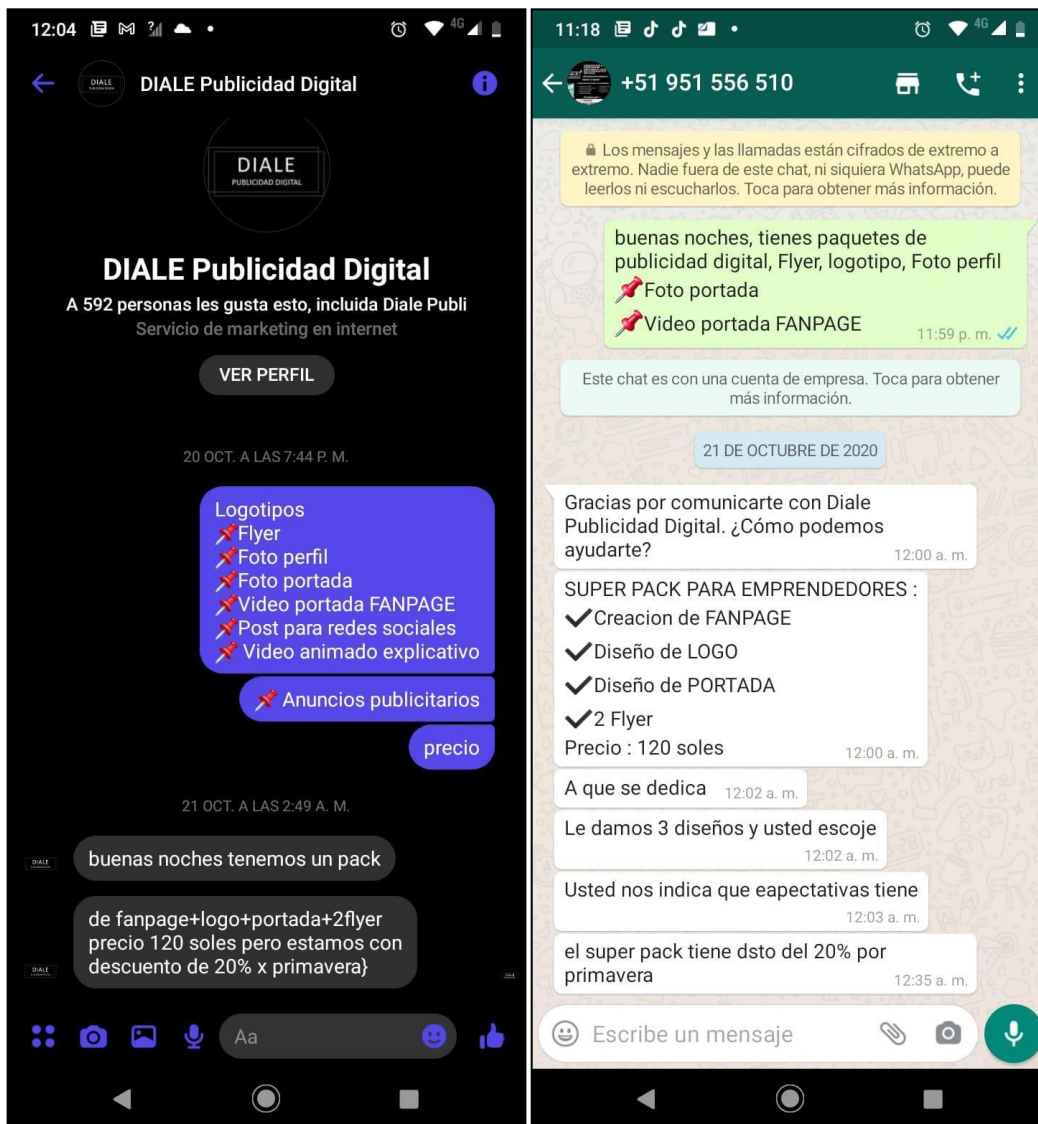 12:04
4G
DIALE
PUBLICIDAD DIGITAL
DIALE Publicidad Digital
DIALE
PUBLICIDAD DIGITAL
DIALE Publicidad Digital
A 592 personas les gusta esto, incluida Diale Publi
Servicio de marketing en internet
VER PERFIL
20 OCT. A LAS 7:44 P. M.
Logotipos
📌Flyer
📌Foto perfil
📌Foto portada
📌Video portada FANPAGE
📌Post para redes sociales
📌 Video animado explicativo
📌 Anuncios publicitarios
precio
21 OCT. A LAS 2:49 A. M.
DIALE
buenas noches tenemos un pack
de fanpage+logo+portada+2flyer
precio 120 soles pero estamos con
descuento de 20% x primavera}
DIALE
Aa
11:18
4G
+51 951 556 510
Los mensajes y las llamadas están cifrados de extremo a
extremo. Nadie fuera de este chat, ni siquiera WhatsApp, puede
leerlos ni escucharlos. Toca para obtener más información.
buenas noches, tienes paquetes de
publicidad digital, Flyer, logotipo, Foto perfil
📌Foto portada
📌Video portada FANPAGE
11:59 p. m.
Este chat es con una cuenta de empresa. Toca para obtener
más información.
21 DE OCTUBRE DE 2020
Gracias por comunicarte con Diale
Publicidad Digital. ¿Cómo podemos
ayudarte?
12:00 a. m.
SUPER PACK PARA EMPRENDEDORES :
✔Creacion de FANPAGE
✔Diseño de LOGO
✔Diseño de PORTADA
✔2 Flyer
Precio : 120 soles
12:00 a. m.
A que se dedica
12:02 a. m.
Le damos 3 diseños y usted escoje
12:02 a. m.
Usted nos indica que eapectativas tiene
12:03 a. m.
el super pack tiene dsto del 20% por
primavera
12:35 a. m.
Escribe un mensaje